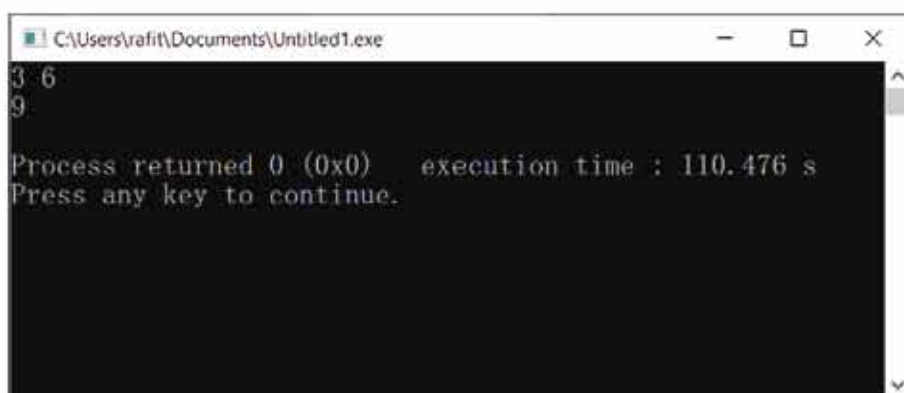 C:\Users\rafit\Documents\Untitled1.exe
3 6
9
Process returned 0 (0x0)   execution time : 110.476 s
Press any key to continue.